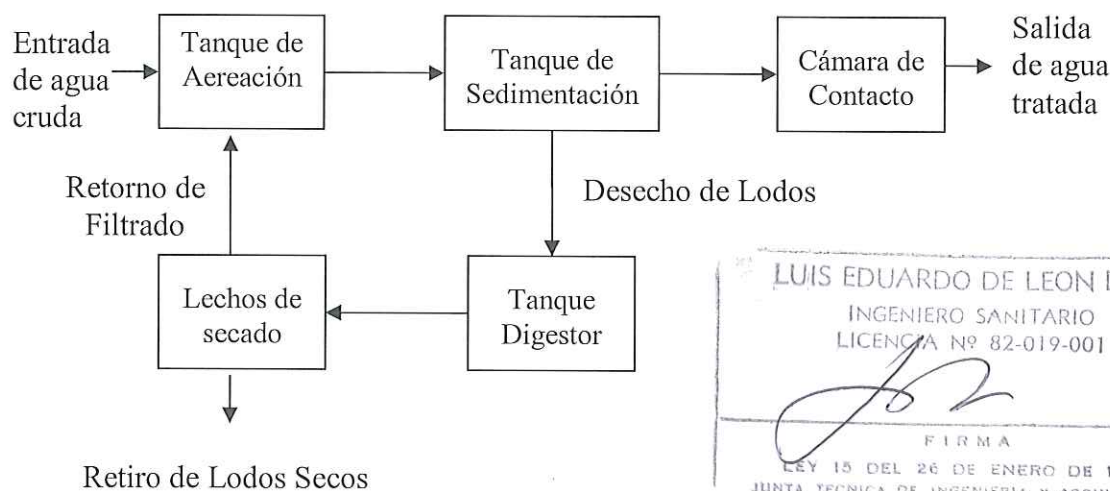 Entrada
de agua
cruda
Tanque de
Aereación
Tanque de
Sedimentación
Cámara de
Contacto
Salida
de agua
tratada
Retorno de
Filtrado
Desecho de Lodos
Lechos de
secado
Tanque
Digestor
Retiro de Lodos Secos
LUIS EDUARDO DE LEON
INGENIERO SANITARIO
LICENCIA Nº 82-019-001
FIRMA
LEY 15 DEL 26 DE ENERO DE
JUNTA TECNICA DE INGENIERIA